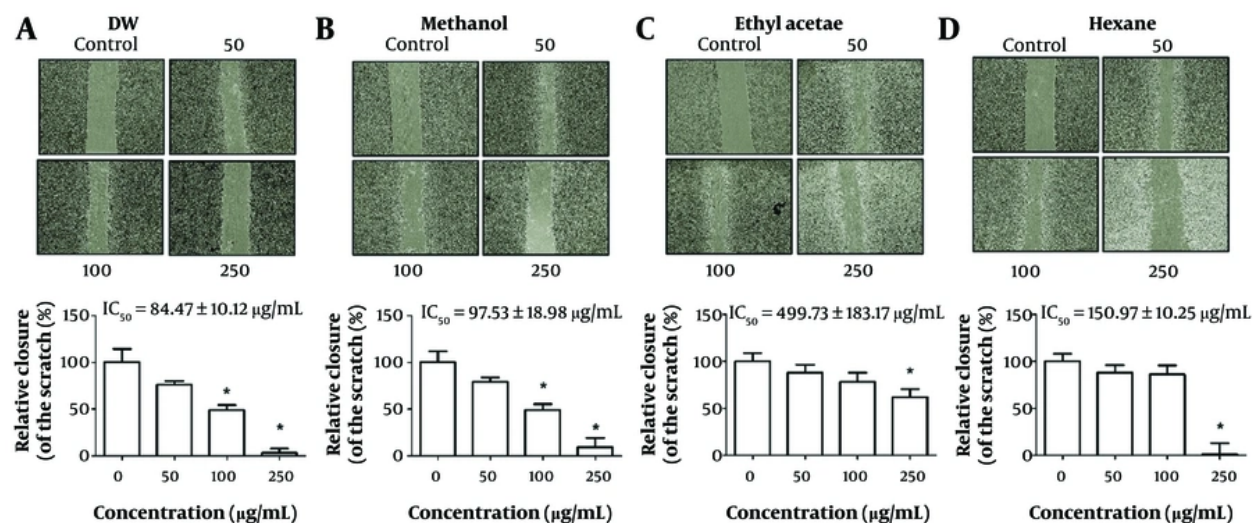 A DW
Control 50
100 250
IC50 = 84.47 ± 10.12 µg/mL
Relative closure
(of the scratch (%)
150
100
50
0
* *
0 50 100 250
Concentration (µg/mL)
B Methanol
Control 50
100 250
IC50 = 97.53 ± 18.98 µg/mL
Relative closure
(of the scratch (%)
150
100
50
0
* *
0 50 100 250
Concentration (µg/mL)
C Ethyl acetae
Control 50
100 250
IC50 = 499.73 ± 183.17 µg/mL
Relative closure
(of the scratch (%)
150
100
50
0
*
0 50 100 250
Concentration (µg/mL)
D Hexane
Control 50
100 250
IC50 = 150.97 ± 10.25 µg/mL
Relative closure
(of the scratch (%)
150
100
50
0
*
0 50 100 250
Concentration (µg/mL)